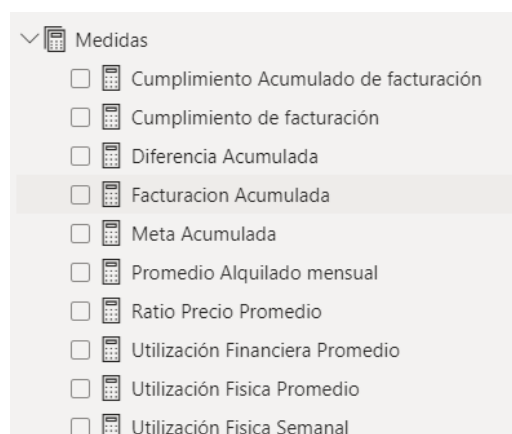 Medidas
Cumplimiento Acumulado de facturación
Cumplimiento de facturación
Diferencia Acumulada
Facturacion Acumulada
Meta Acumulada
Promedio Alquilado mensual
Ratio Precio Promedio
Utilización Financiera Promedio
Utilización Fisica Promedio
Utilización Fisica Semanal